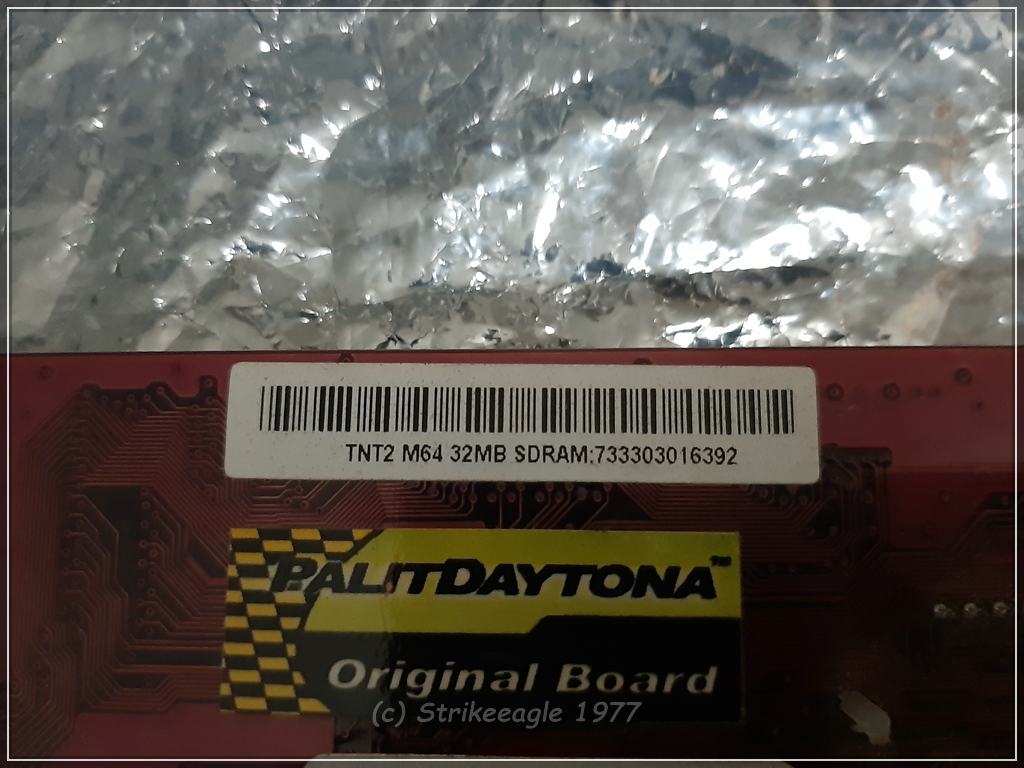 TNT2 M64 32MB SDRAM:733303016392
PALITDAYTONA™
Original Board
(c) Strikeeagle 1977